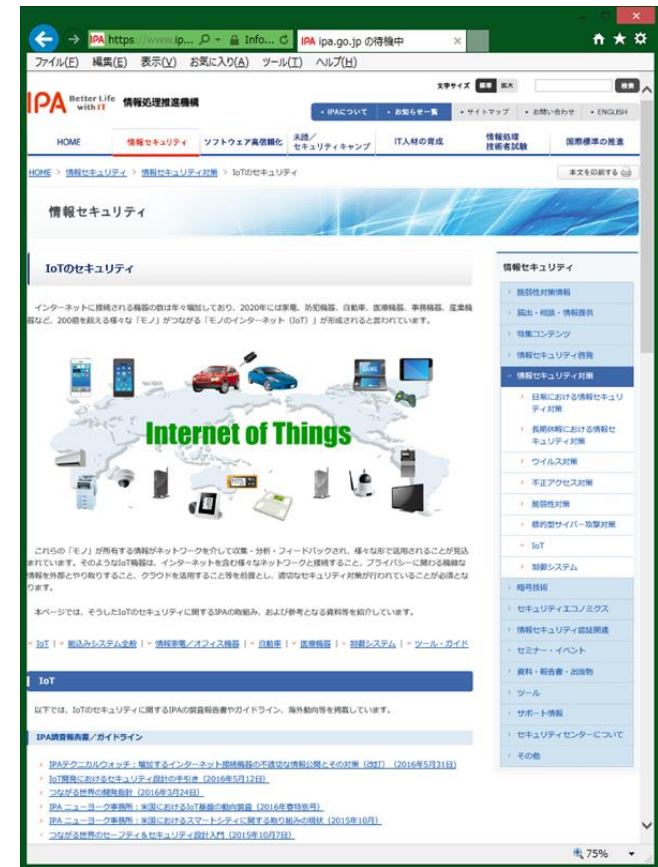 IPA https://www.ip... Info... IPA ipa.go.jp の待機中
ファイル(F) 編集(E) 表示(V) お気に入り(A) ツール(T) ヘルプ(H)
文字サイズ 標準 拡大 検索
IPA Better Life with IT 情報処理推進機構
IPAについて お知らせ一覧 サイトマップ お問い合わせ ENGLISH
HOME 情報セキュリティ ソフトウェア高信頼化 未踏/セキュリティキャンプ IT人材の育成 情報処理技術者試験 国際標準の推進
HOME > 情報セキュリティ > 情報セキュリティ対策 > IoTのセキュリティ
本文を印刷する
情報セキュリティ
IoTのセキュリティ
インターネットに接続される機器の数は年々増加しており、2020年には家電、防犯機器、自動車、医療機器、事務機器、産業機
器など、200億を超える様々な「モノ」がつながる「モノのインターネット（IoT）」が形成されると言われています。
GAME
Internet of Things
これらの「モノ」が所有する情報がネットワークを介して収集・分析・フィードバックされ、様々な形で活用されることが見込
まれています。そのようなIoT機器は、インターネットを含む様々なネットワークと接続すること、プライバシーに関わる機微な
情報を外部とやり取りすること、クラウドを活用すること等を前提とし、適切なセキュリティ対策が行われていることが必須とな
ります。
本ページでは、そうしたIoTのセキュリティに関するIPAの取組み、および参考となる資料等を紹介しています。
IoT | 組込みシステム全般 | 情報家電/オフィス機器 | 自動車 | 医療機器 | 制御システム | ツール・ガイド
IoT
以下では、IoTのセキュリティに関するIPAの調査報告書やガイドライン、海外動向等を掲載しています。
IPA調査報告書／ガイドライン
IPAテクニカルウォッチ：増加するインターネット接続機器の不適切な情報公開とその対策（改訂）（2016年5月31日）
IoT開発におけるセキュリティ設計の手引き（2016年5月12日）
つながる世界の開発指針（2016年3月24日）
IPA ニューヨーク事務所：米国におけるIoT基盤の動向調査（2016年春特別号）
IPA ニューヨーク事務所：米国におけるスマートシティに関する取り組みの現状（2015年10月）
つながる世界のセーフティ＆セキュリティ設計入門（2015年10月7日）
情報セキュリティ
脆弱性対策情報
届出・相談・情報提供
特集コンテンツ
情報セキュリティ啓発
情報セキュリティ対策
日常における情報セキュリ
ティ対策
長期休暇における情報セ
キュリティ対策
ウイルス対策
不正アクセス対策
脆弱性対策
標的型サイバー攻撃対策
IoT
制御システム
暗号技術
セキュリティエコノミクス
情報セキュリティ認証関連
セミナー・イベント
資料・報告書・出版物
ツール
サポート情報
セキュリティセンターについて
その他
75%